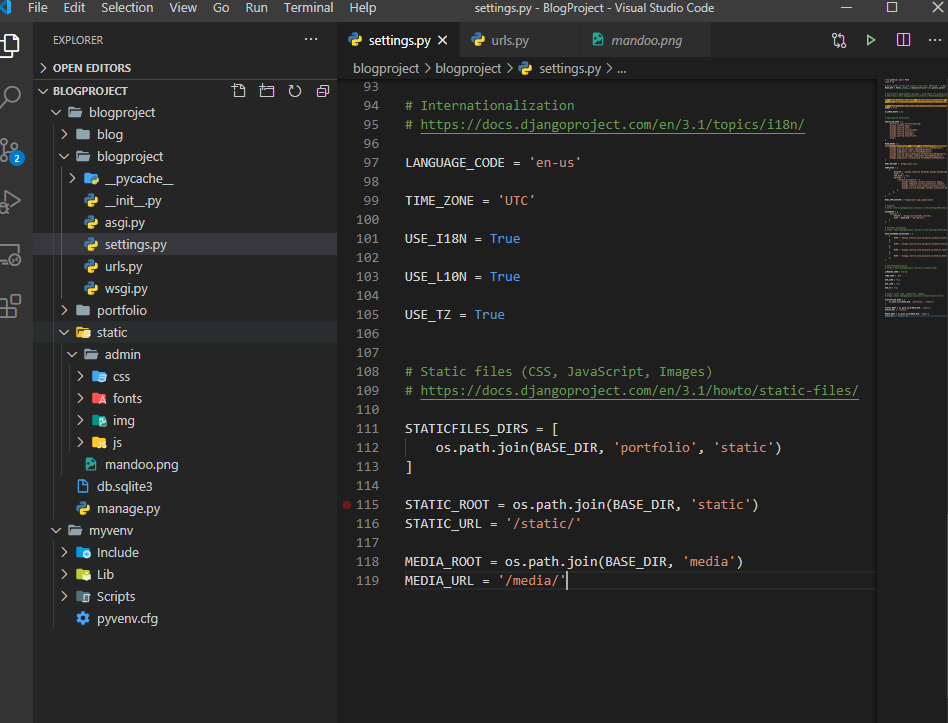 File Edit Selection View Go Run Terminal Help settings.py - BlogProject - Visual Studio Code
EXPLORER
OPEN EDITORS
BLOGPROJECT
blogproject
blog
blogproject
__pycache__
__init__.py
asgi.py
settings.py
urls.py
wsgi.py
portfolio
static
admin
css
fonts
img
js
mandoo.png
db.sqlite3
manage.py
myvenv
Include
Lib
Scripts
pyvenv.cfg
2
settings.py urls.py mandoo.png
blogproject > blogproject > settings.py > ...
93
94 # Internationalization
95 # https://docs.djangoproject.com/en/3.1/topics/i18n/
96
97 LANGUAGE_CODE = 'en-us'
98
99 TIME_ZONE = 'UTC'
100
101 USE_I18N = True
102
103 USE_L10N = True
104
105 USE_TZ = True
106
107
108 # Static files (CSS, JavaScript, Images)
109 # https://docs.djangoproject.com/en/3.1/howto/static-files/
110
111 STATICFILES_DIRS = [
112 os.path.join(BASE_DIR, 'portfolio', 'static')
113 ]
114
115 STATIC_ROOT = os.path.join(BASE_DIR, 'static')
116 STATIC_URL = '/static/'
117
118 MEDIA_ROOT = os.path.join(BASE_DIR, 'media')
119 MEDIA_URL = '/media/'